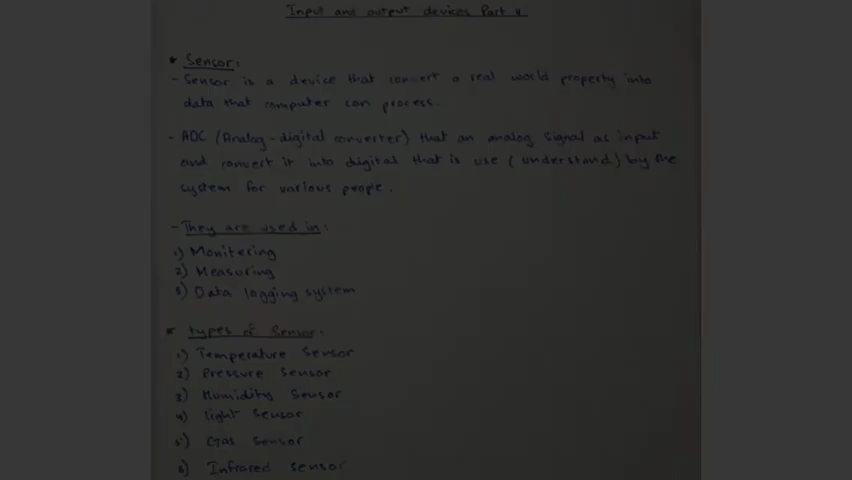 Input and output devices Part
* Sensor:
- Sensor is a device that convert a real world property into
data that computer can process.
- ADC (Analog-digital converter) that an analog signal as input
and convert it into digital that is use (understand) by the
system for various people.
- They are used in:
1) Monitering
2) Measuring
3) Data logging system
* types of Sensor:
1) Temperature Sensor
2) Pressure Sensor
3) Humidity Sensor
4) light Sensor
5) Gas Sensor
6) Infrared Sensor